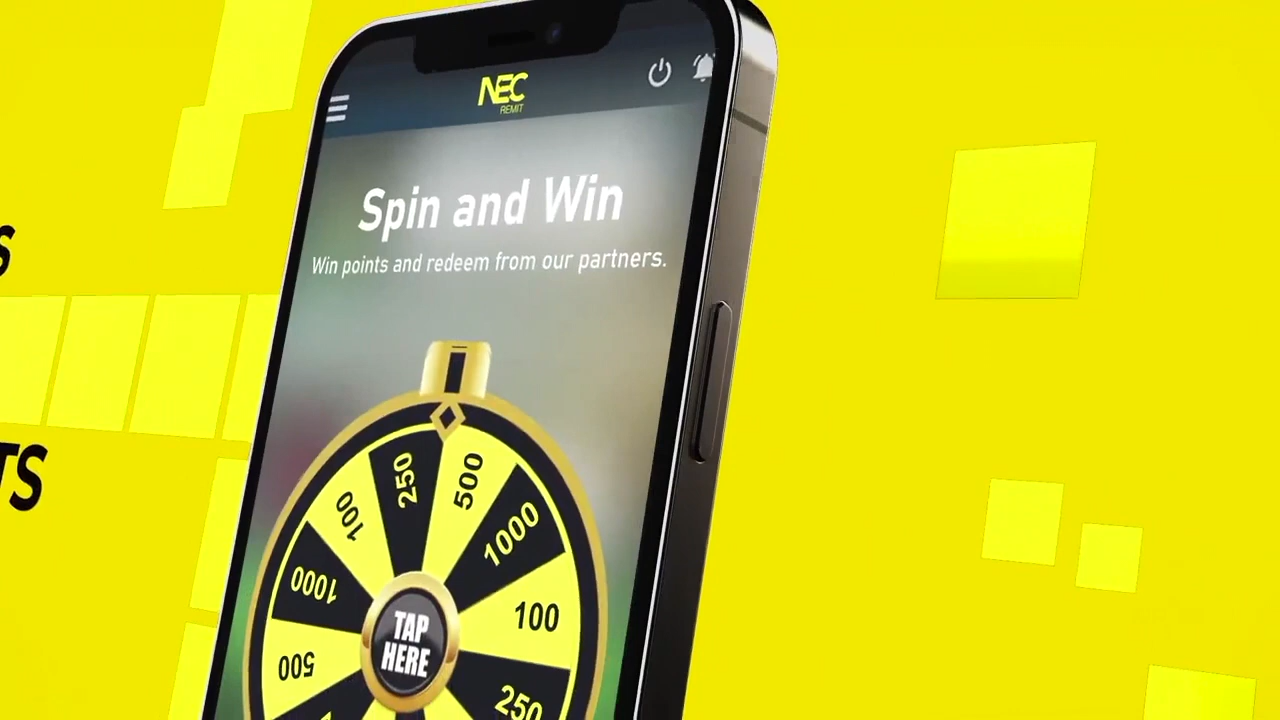 NEC
REMIT
Spin and Win
Win points and redeem from our partners.
S
TS
250
500
100
1000
1000
100
500
250
TAP
HERE